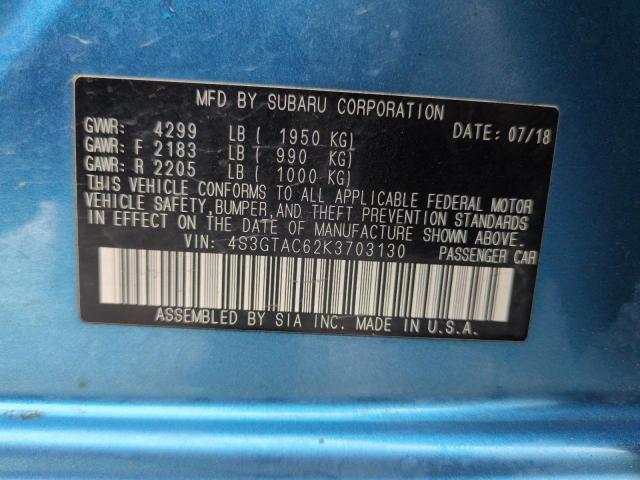 MFD BY SUBARU CORPORATION
GVWR: 4299 LB ( 1950 KG) DATE: 07/18
GAWR: F 2183 LB ( 990 KG)
GAWR: R 2205 LB ( 1000 KG)
THIS VEHICLE CONFORMS TO ALL APPLICABLE FEDERAL MOTOR
VEHICLE SAFETY, BUMPER, AND THEFT PREVENTION STANDARDS
IN EFFECT ON THE DATE OF MANUFACTURE SHOWN ABOVE.
VIN: 4S3GTAC62K3703130 PASSENGER CAR
ASSEMBLED BY SIA INC. MADE IN U.S.A.